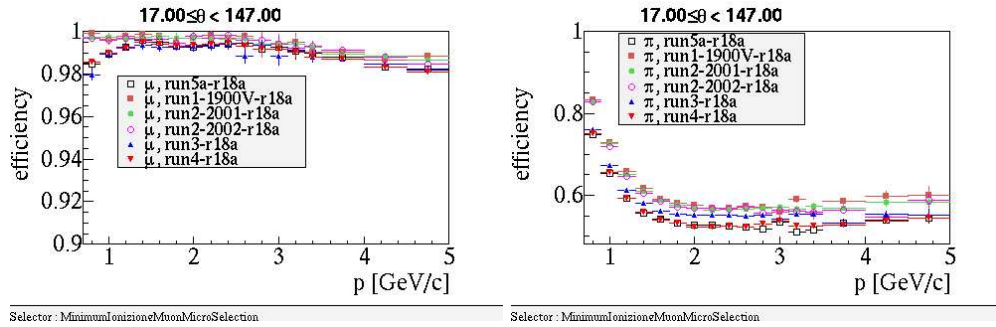 17.00≤θ < 147.00
efficiency
1
0.98
0.96
0.94
0.92
0.9
μ, run5a-r18a
μ, run1-1900V-r18a
μ, run2-2001-r18a
μ, run2-2002-r18a
μ, run3-r18a
μ, run4-r18a
1 2 3 4 5
p [GeV/c]
Selector : MinimumIoniziongMuonMicroSelection
17.00≤θ < 147.00
efficiency
1
0.8
0.6
π, run5a-r18a
π, run1-1900V-r18a
π, run2-2001-r18a
π, run2-2002-r18a
π, run3-r18a
π, run4-r18a
1 2 3 4 5
p [GeV/c]
Selector : MinimumIoniziongMuonMicroSelection